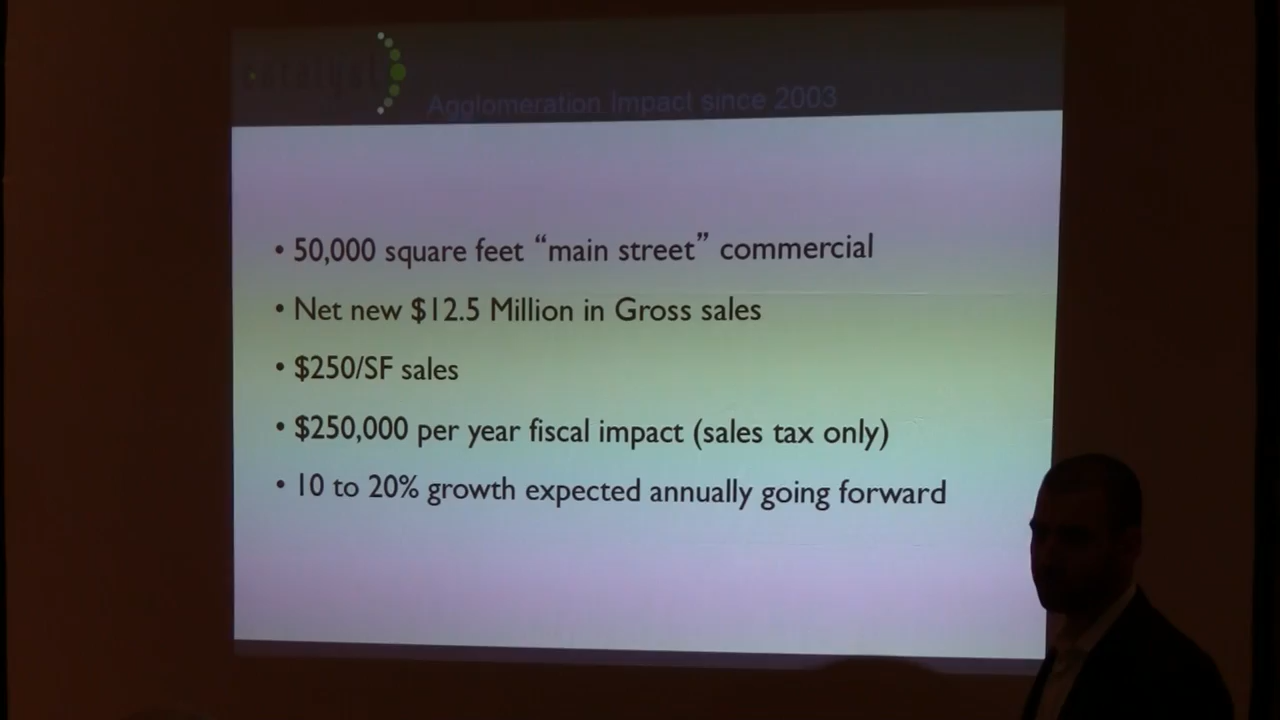 catalyst
Agglomeration Impact since 2003
• 50,000 square feet “main street” commercial
• Net new $12.5 Million in Gross sales
• $250/SF sales
• $250,000 per year fiscal impact (sales tax only)
• 10 to 20% growth expected annually going forward